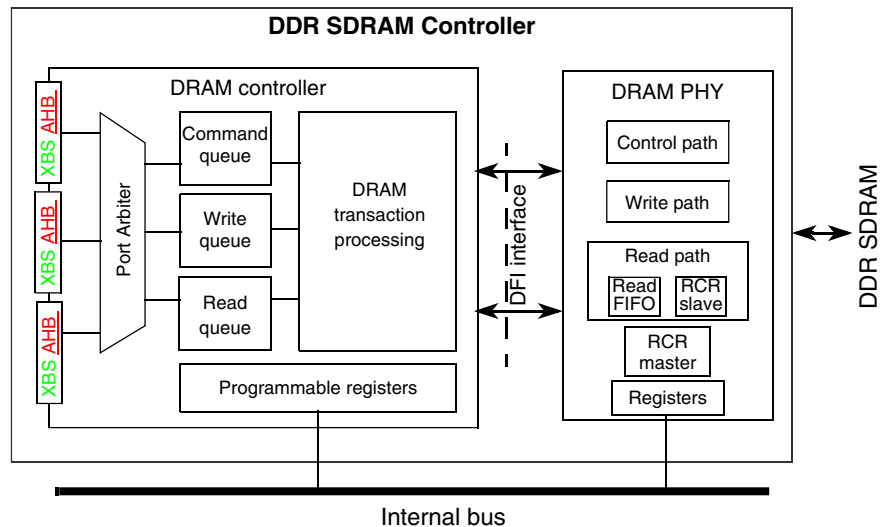 DDR SDRAM Controller
DRAM controller
XBS AHB
XBS AHB
XBS AHB
Port Arbiter
Command
queue
Write
queue
Read
queue
DRAM
transaction
processing
Programmable registers
DFI interface
DRAM PHY
Control path
Write path
Read path
Read
FIFO
RCR
slave
RCR
master
Registers
DDR SDRAM
Internal bus